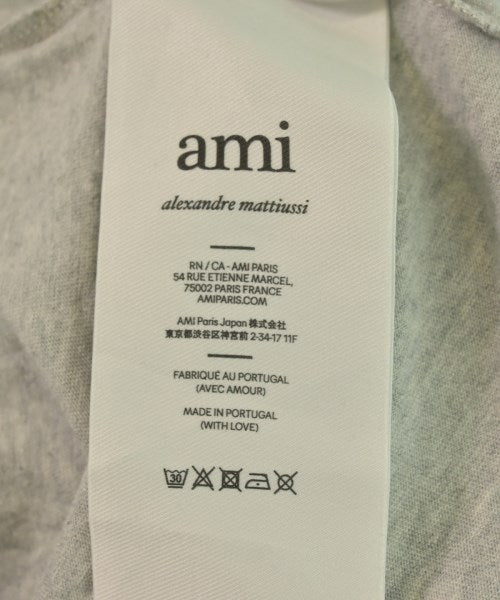 ami
alexandre mattiussi
RN / CA - AMI PARIS
54 RUE ETIENNE MARCEL,
75002 PARIS FRANCE
AMIPARIS.COM
AMI Paris Japan 株式会社
東京都渋谷区神宮前 2-34-17 11F
FABRIQUÉ AU PORTUGAL
(AVEC AMOUR)
MADE IN PORTUGAL
(WITH LOVE)
30